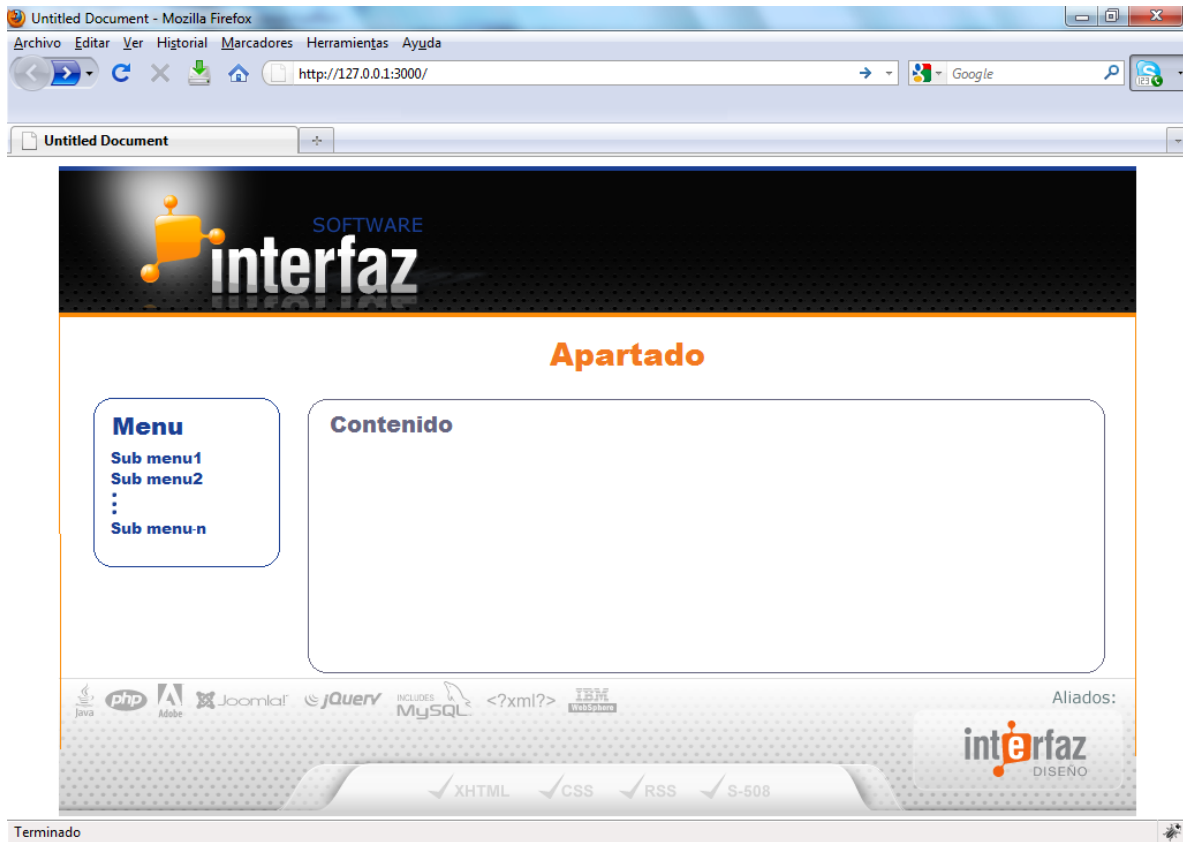 Untitled Document - Mozilla Firefox
Archivo Editar Ver Historial Marcadores Herramientas Ayuda
http://127.0.0.1:3000/
Google
123
Untitled Document
SOFTWARE
interfaz
Apartado
Menu
Sub menu1
Sub menu2
Sub menu-n
Contenido
Java
php
Adobe
Joomla!
jQuery
INCLUDES
MySQL
<?xml?>
IBM
WebSphere
Aliados:
interfaz
DISEÑO
XHTML CSS RSS S-508
Terminado